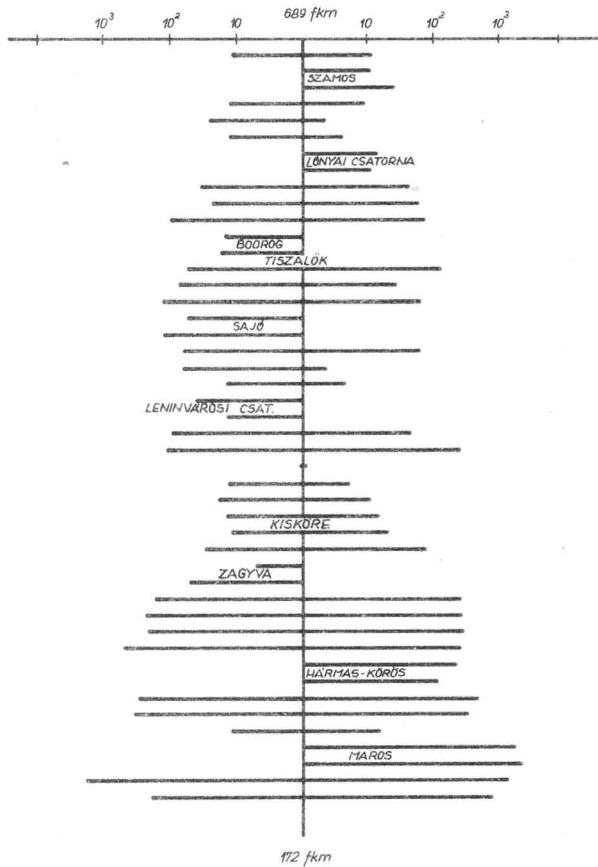 689 fkm
10³ 10² 10 10 10² 10³
SZAMOS
LÓNYAI CSATORNA
BODROG
TISZALÖK
SAJÓ
LENINVÁROSI CSAT.
KISKÖRE
ZAGYVA
HÁRMAS-KÖRÖS
MAROS
172 fkm